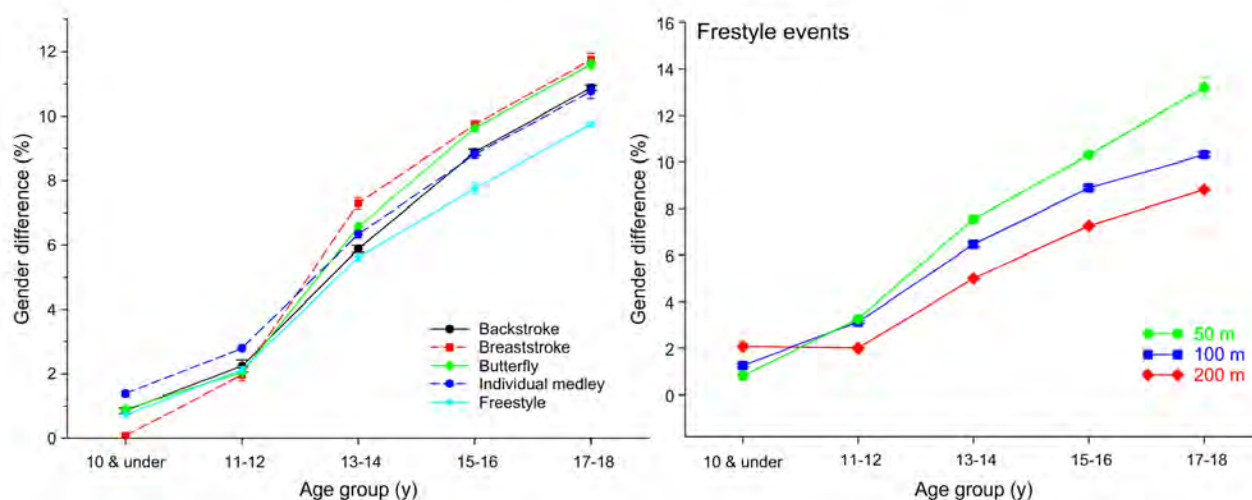 Gender difference (%)
12
10
8
6
4
2
0
10 & under
11-12
13-14
15-16
17-18
Age group (y)
Backstroke
Breaststroke
Butterfly
Individual medley
Freestyle
Frestyle events
Gender difference (%)
16
14
12
10
8
6
4
2
0
10 & under
11-12
13-14
15-16
17-18
Age group (y)
50 m
100 m
200 m